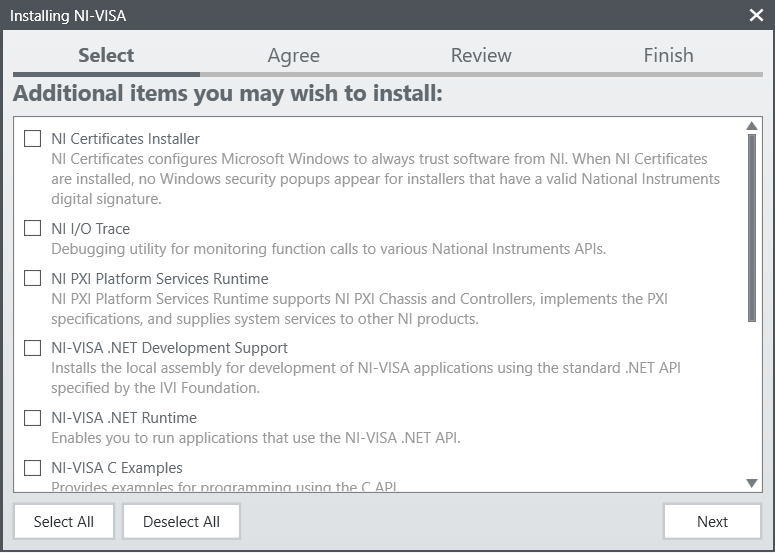 Installing NI-VISA
Select
Agree
Review
Finish
Additional items you may wish to install:
NI Certificates Installer
NI Certificates configures Microsoft Windows to always trust software from NI. When NI Certificates
are installed, no Windows security popups appear for installers that have a valid National Instruments
digital signature.
NI I/O Trace
Debugging utility for monitoring function calls to various National Instruments APIs.
NI PXI Platform Services Runtime
NI PXI Platform Services Runtime supports NI PXI Chassis and Controllers, implements the PXI
specifications, and supplies system services to other NI products.
NI-VISA .NET Development Support
Installs the local assembly for development of NI-VISA applications using the standard .NET API
specified by the IVI Foundation.
NI-VISA .NET Runtime
Enables you to run applications that use the NI-VISA .NET API.
NI-VISA C Examples
Provides examples for programming using the C API.
Select All
Deselect All
Next